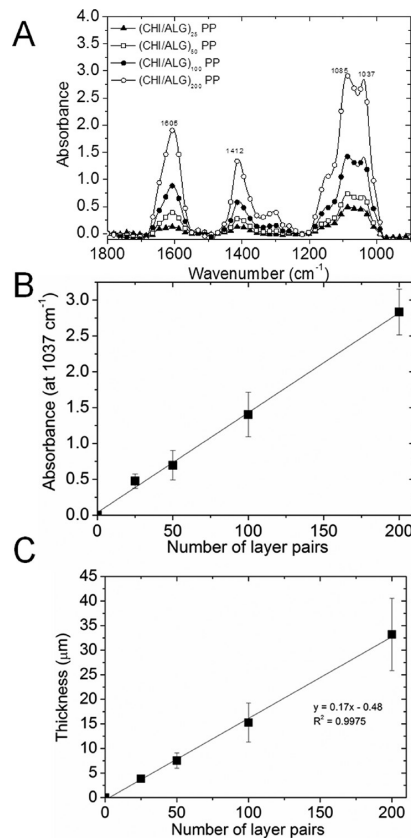 A
(CHI/ALG)25 PP
(CHI/ALG)50 PP
(CHI/ALG)100 PP
(CHI/ALG)200 PP
4.0
3.5
3.0
2.5
2.0
1.5
1.0
0.5
0.0
Absorbance
1605
1412
1085
1037
1800 1600 1400 1200 1000
Wavenumber (cm-1)
B
3.0
2.5
2.0
1.5
1.0
0.5
0.0
Absorbance (at 1037 cm-1)
0 50 100 150 200
Number of layer pairs
C
45
40
35
30
25
20
15
10
5
0
Thickness (μm)
y = 0.17x - 0.48
R2 = 0.9975
0 50 100 150 200
Number of layer pairs